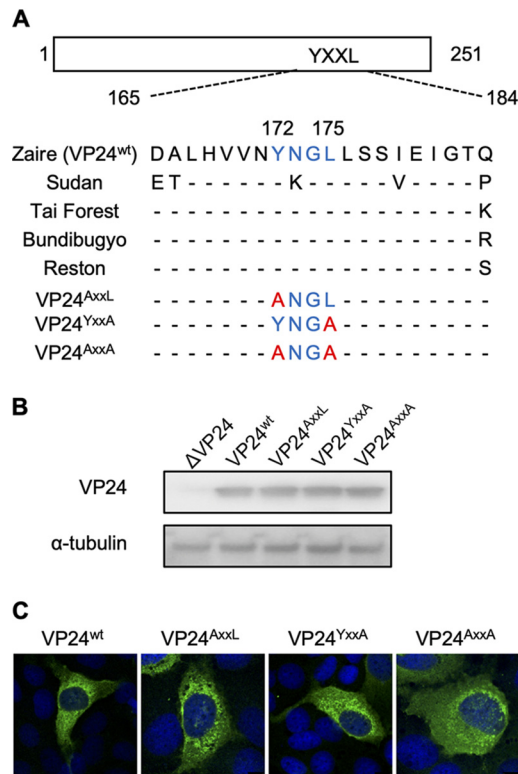 A
1 YXXL 251
165 184
172 175
Zaire (VP24wt) D A L H V V N Y N G L L S S I E I G T Q
Sudan E T - - - - - - K - - - - - V - - - - P
Tai Forest - - - - - - - - - - - - - - - - - - - K
Bundibugyo - - - - - - - - - - - - - - - - - - - R
Reston - - - - - - - - - - - - - - - - - - - S
VP24AxxL - - - - - - - A N G L - - - - - - - - -
VP24YxxA - - - - - - - Y N G A - - - - - - - - -
VP24AxxA - - - - - - - A N G A - - - - - - - - -
B
ΔVP24 VP24wt VP24AxxL VP24YxxA VP24AxxA
VP24
α-tubulin
C
VP24wt VP24AxxL VP24YxxA VP24AxxA